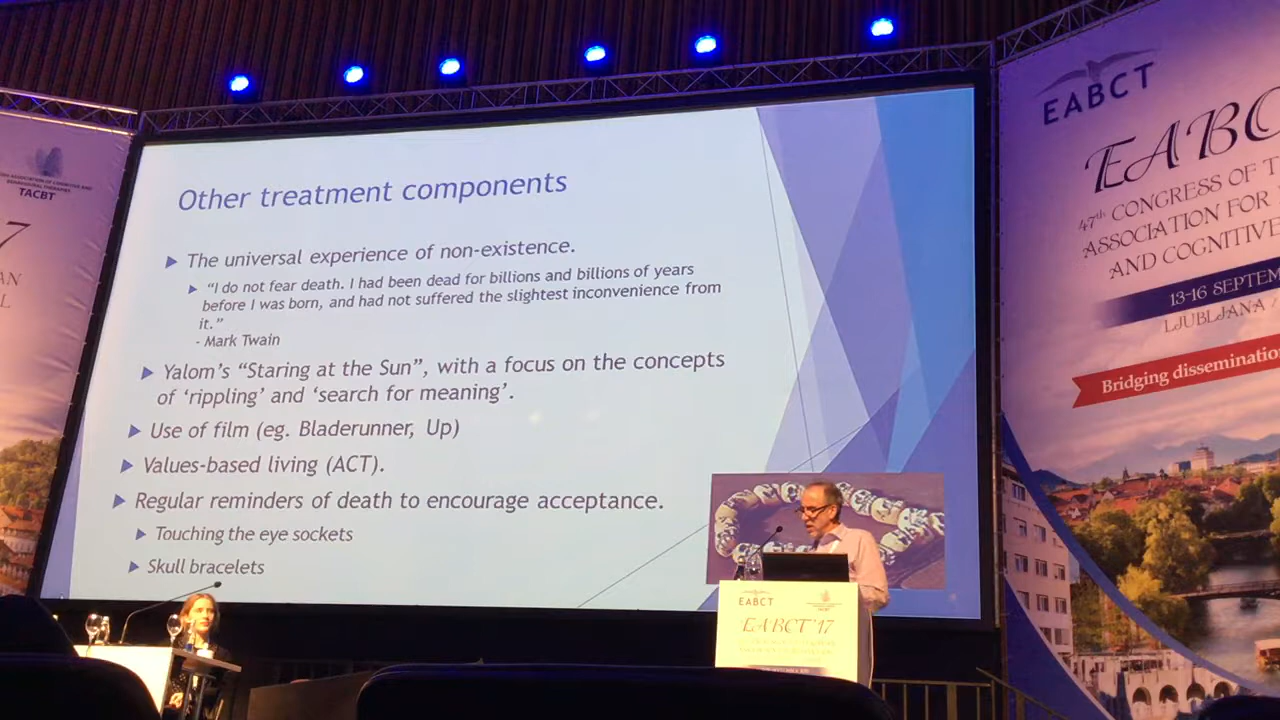 Other treatment components
The universal experience of non-existence.
"I do not fear death. I had been dead for billions and billions of years
before I was born, and had not suffered the slightest inconvenience from
it."
- Mark Twain
Yalom's "Staring at the Sun", with a focus on the concepts
of 'rippling' and 'search for meaning'.
Use of film (eg. Bladerunner, Up)
Values-based living (ACT).
Regular reminders of death to encourage acceptance.
Touching the eye sockets
Skull bracelets
TACBT
7
EABCT
EABC
47th CONGRESS OF
ASSOCIATION FOR
AND COGNITIVE
13-16 SEPTEM
LJUBLJANA /
Bridging disseminatio
EABCT
EABCT'17